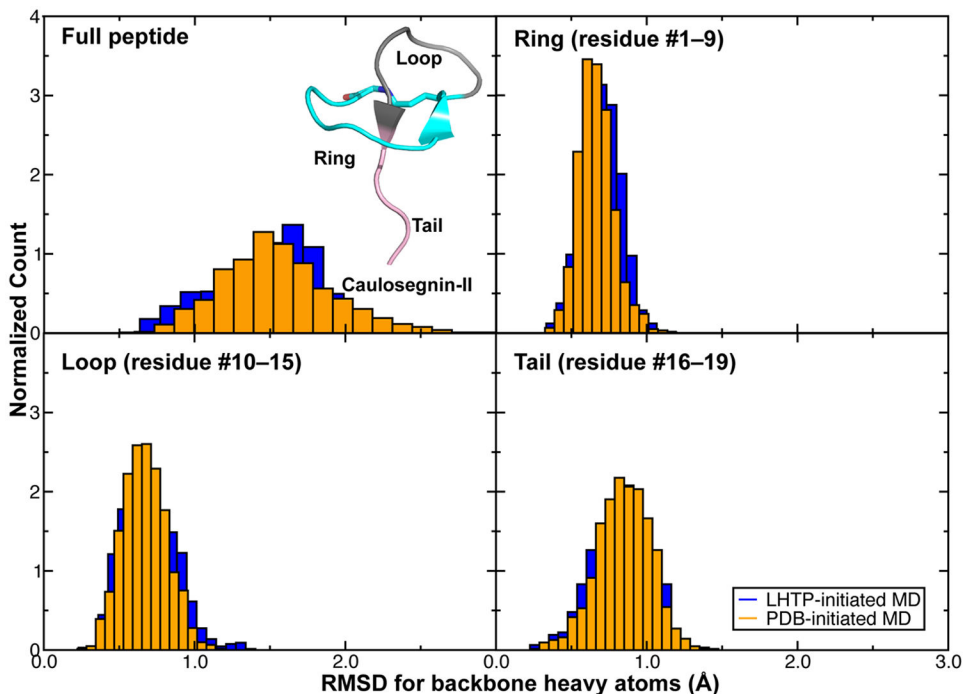 Full peptide
Loop
Ring
Tail
Caulosegnin-II
Ring (residue #1–9)
Loop (residue #10–15)
Tail (residue #16–19)
LHTP-initiated MD
PDB-initiated MD
Normalized Count
4
3
2
1
0
3
2
1
0
0.0
1.0
2.0
0.0
1.0
2.0
3.0
RMSD for backbone heavy atoms (Å)